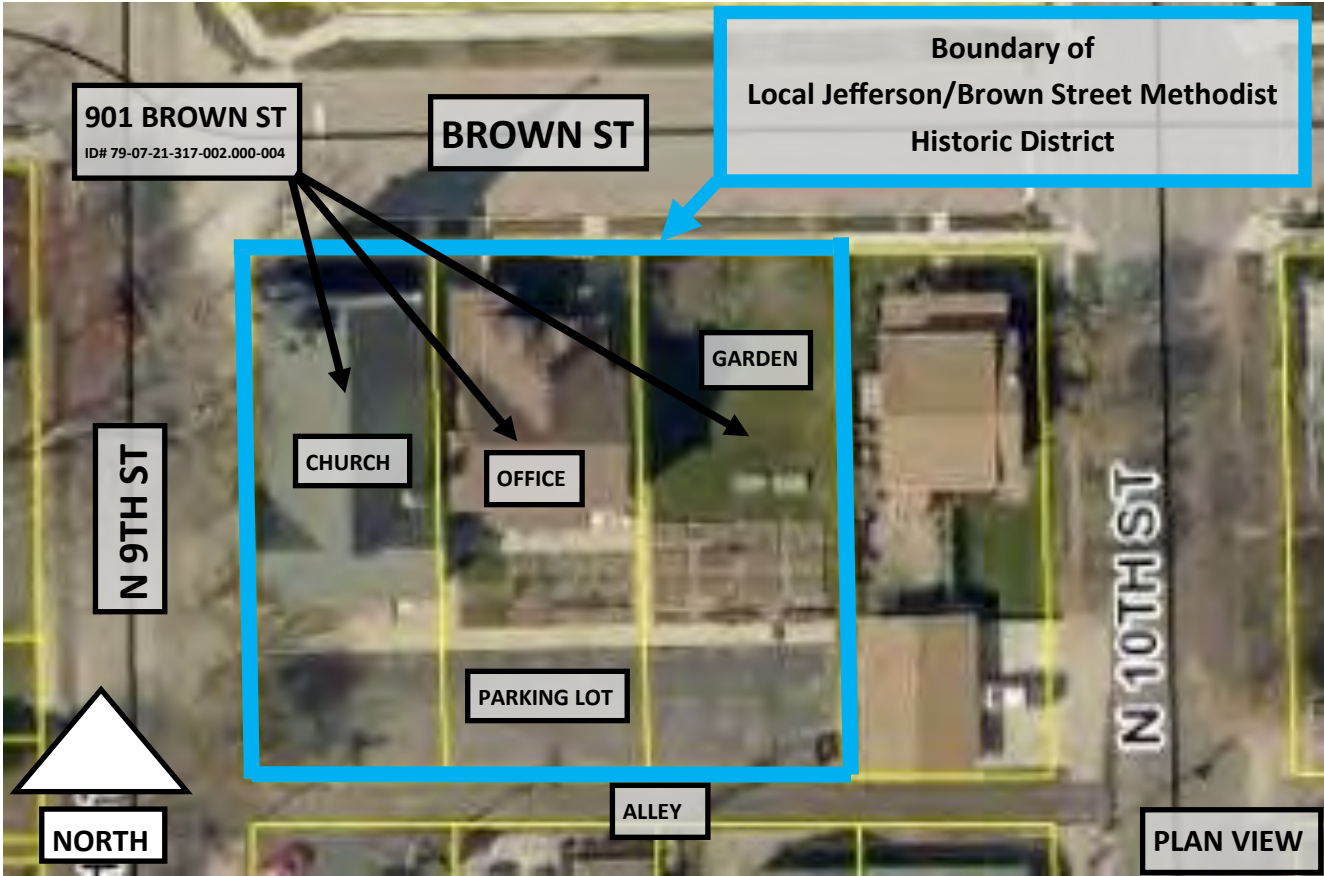 Boundary of
Local Jefferson/Brown Street Methodist
Historic District
901 BROWN ST
ID# 79-07-21-317-002.000-004
BROWN ST
GARDEN
CHURCH
OFFICE
N 9TH ST
N 10TH ST
PARKING LOT
ALLEY
NORTH
PLAN VIEW